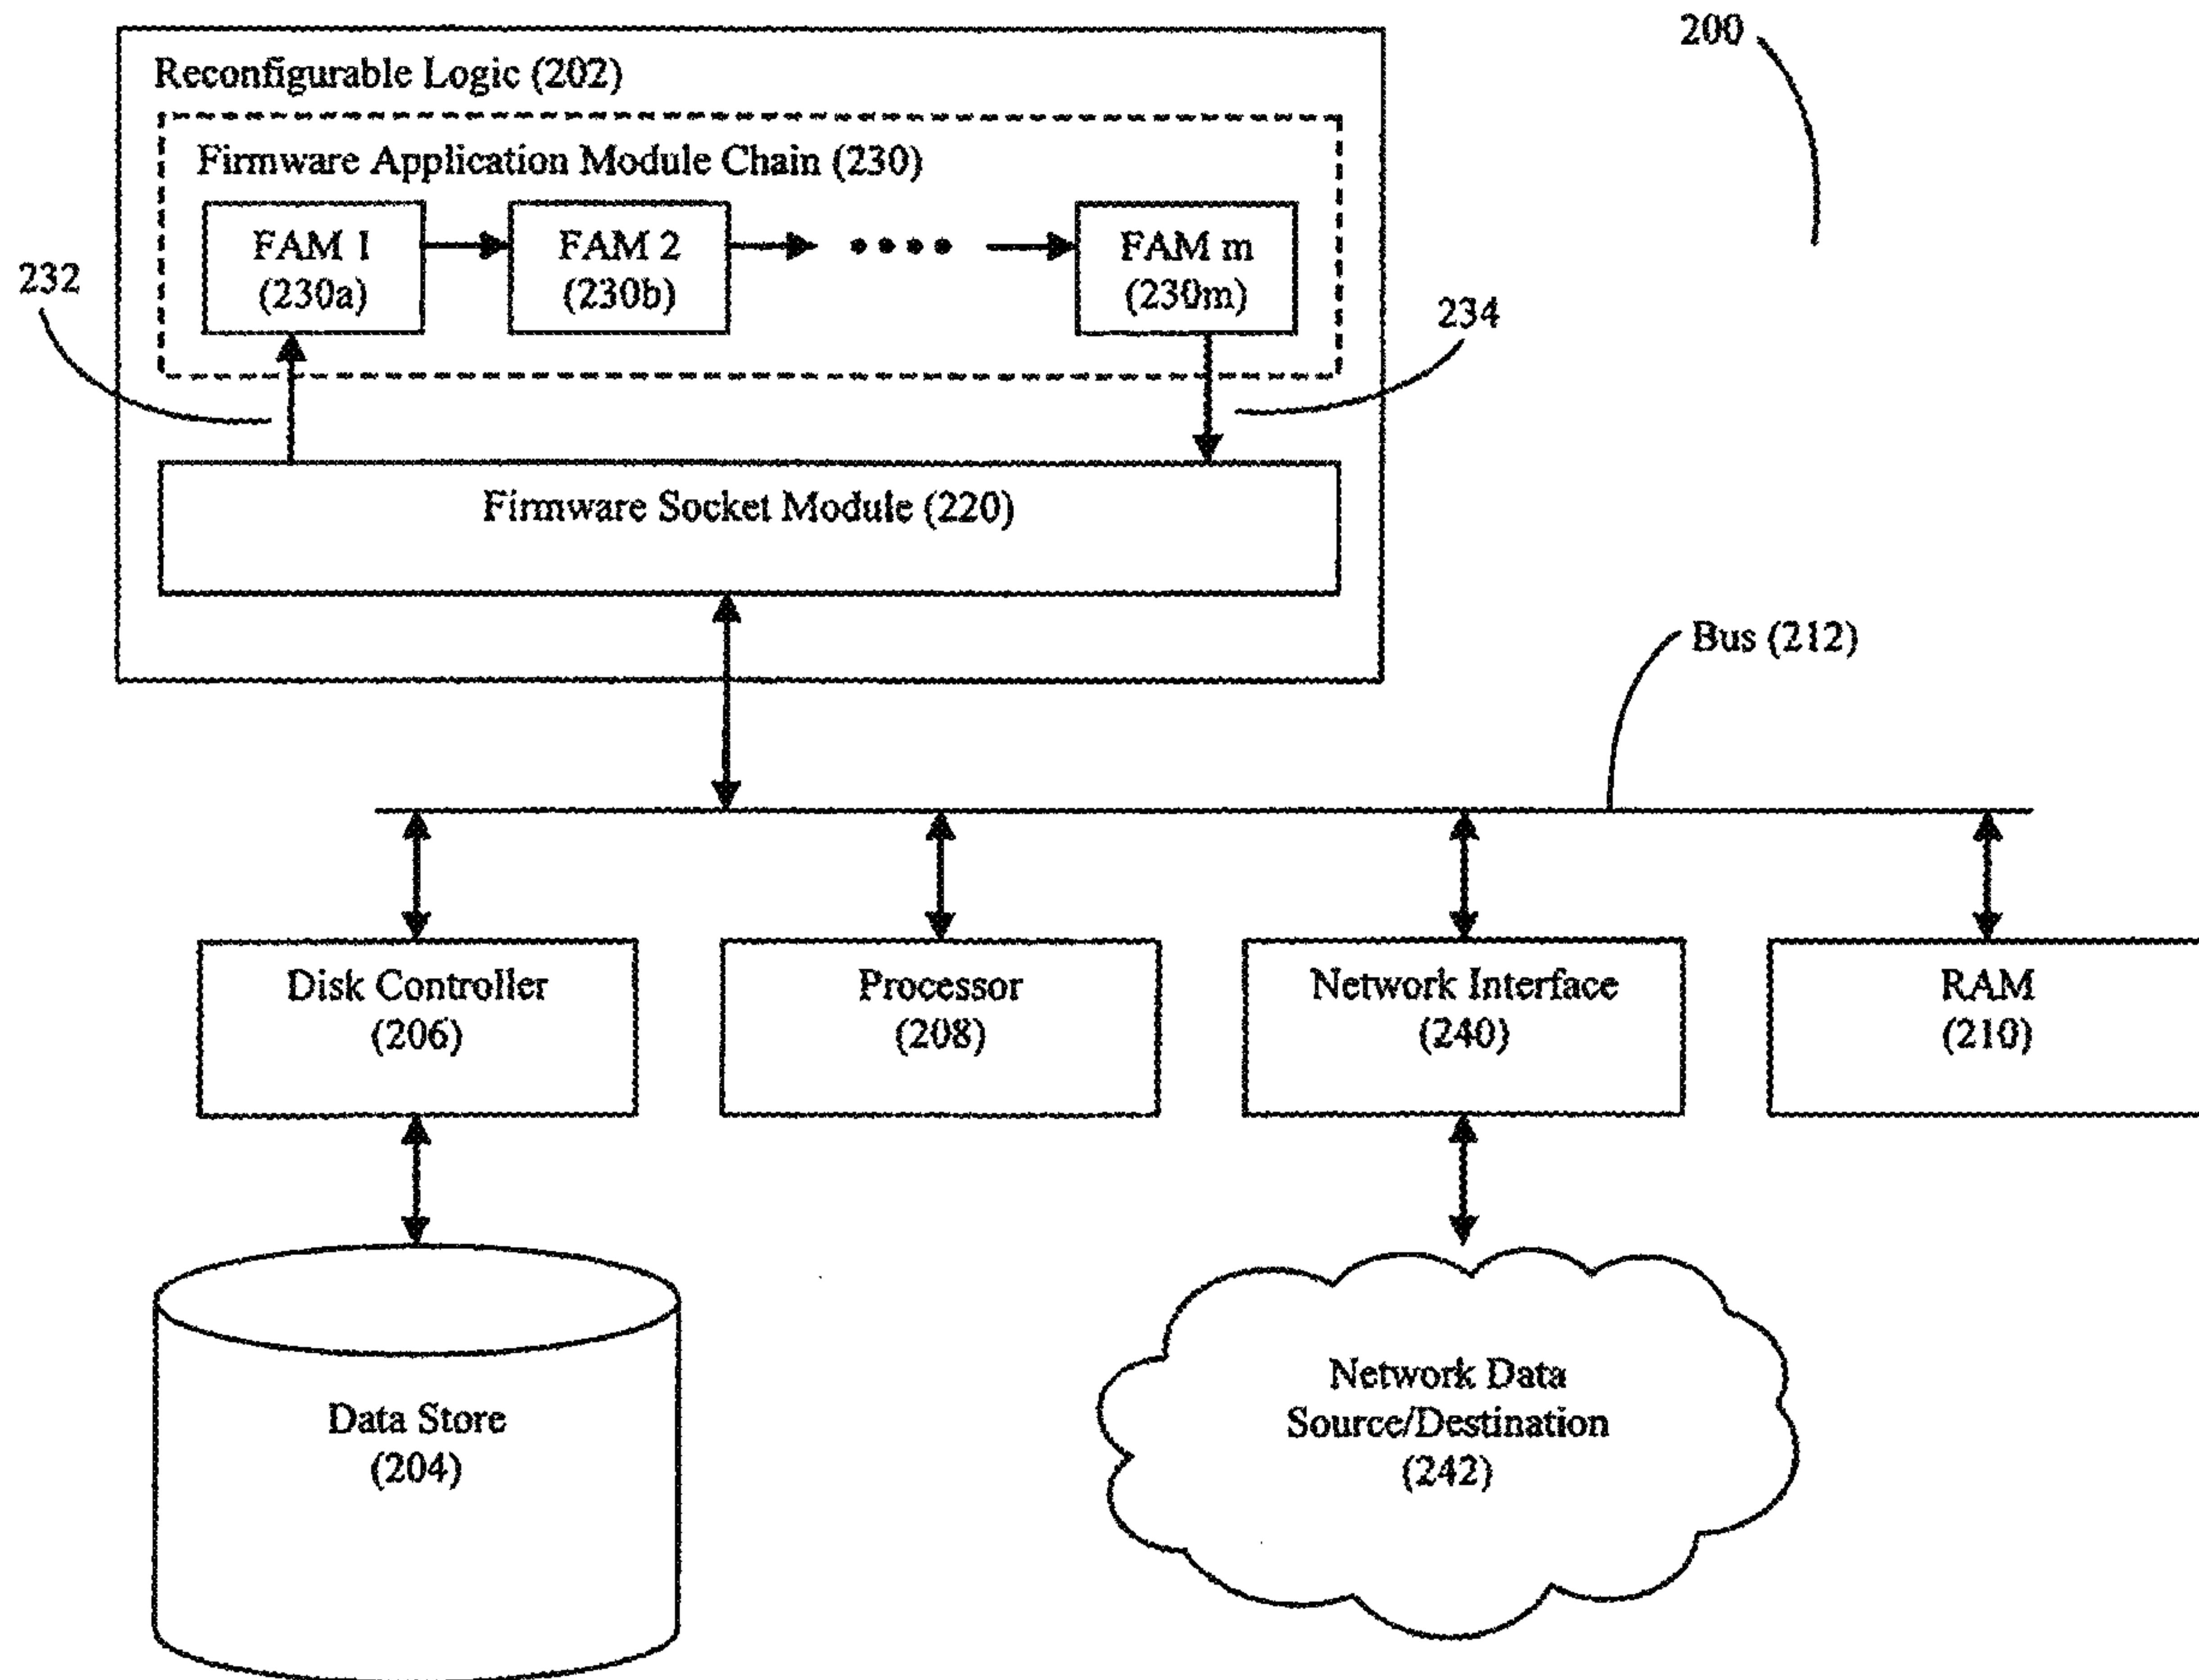 200
Reconfigurable Logic (202)
Firmware Application Module Chain (230)
FAM 1
(230a)
FAM 2
(230b)
FAM m
(230m)
232
234
Firmware Socket Module (220)
Bus (212)
Disk Controller
(206)
Processor
(208)
Network Interface
(240)
RAM
(210)
Data Store
(204)
Network Data
Source/Destination
(242)